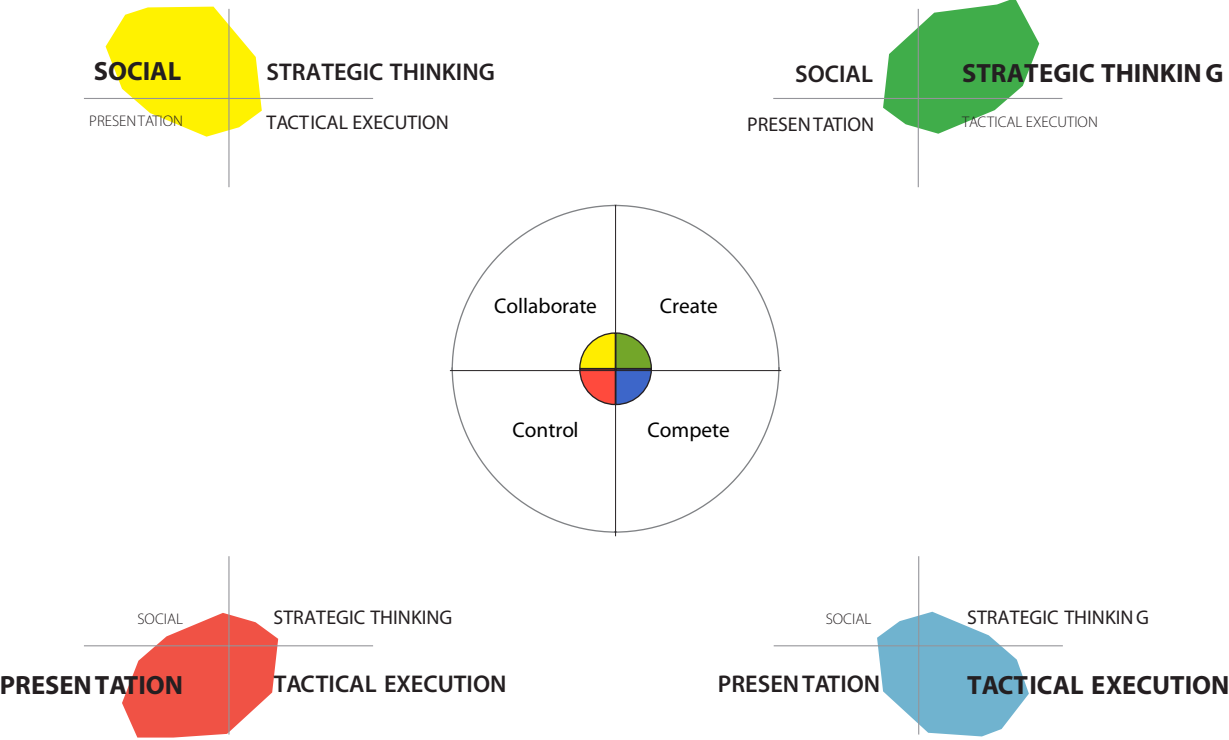 SOCIAL STRATEGIC THINKING
PRESENTATION TACTICAL EXECUTION
SOCIAL STRATEGIC THINKING
PRESENTATION TACTICAL EXECUTION
Collaborate Create
Control Compete
SOCIAL STRATEGIC THINKING
PRESENTATION TACTICAL EXECUTION
SOCIAL STRATEGIC THINKING
PRESENTATION TACTICAL EXECUTION